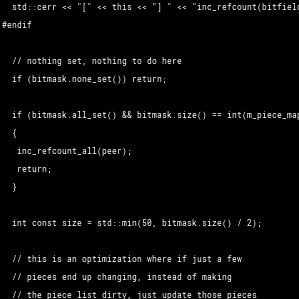 std::cerr << "[" << this << "] " << "inc_refcount(bitfield
#endif
// nothing set, nothing to do here
if (bitmask.none_set()) return;
if (bitmask.all_set() && bitmask.size() == int(m_piece_map
{
inc_refcount_all(peer);
return;
}
int const size = std::min(50, bitmask.size() / 2);
// this is an optimization where if just a few
// pieces end up changing, instead of making
// the piece list dirty, just update those pieces